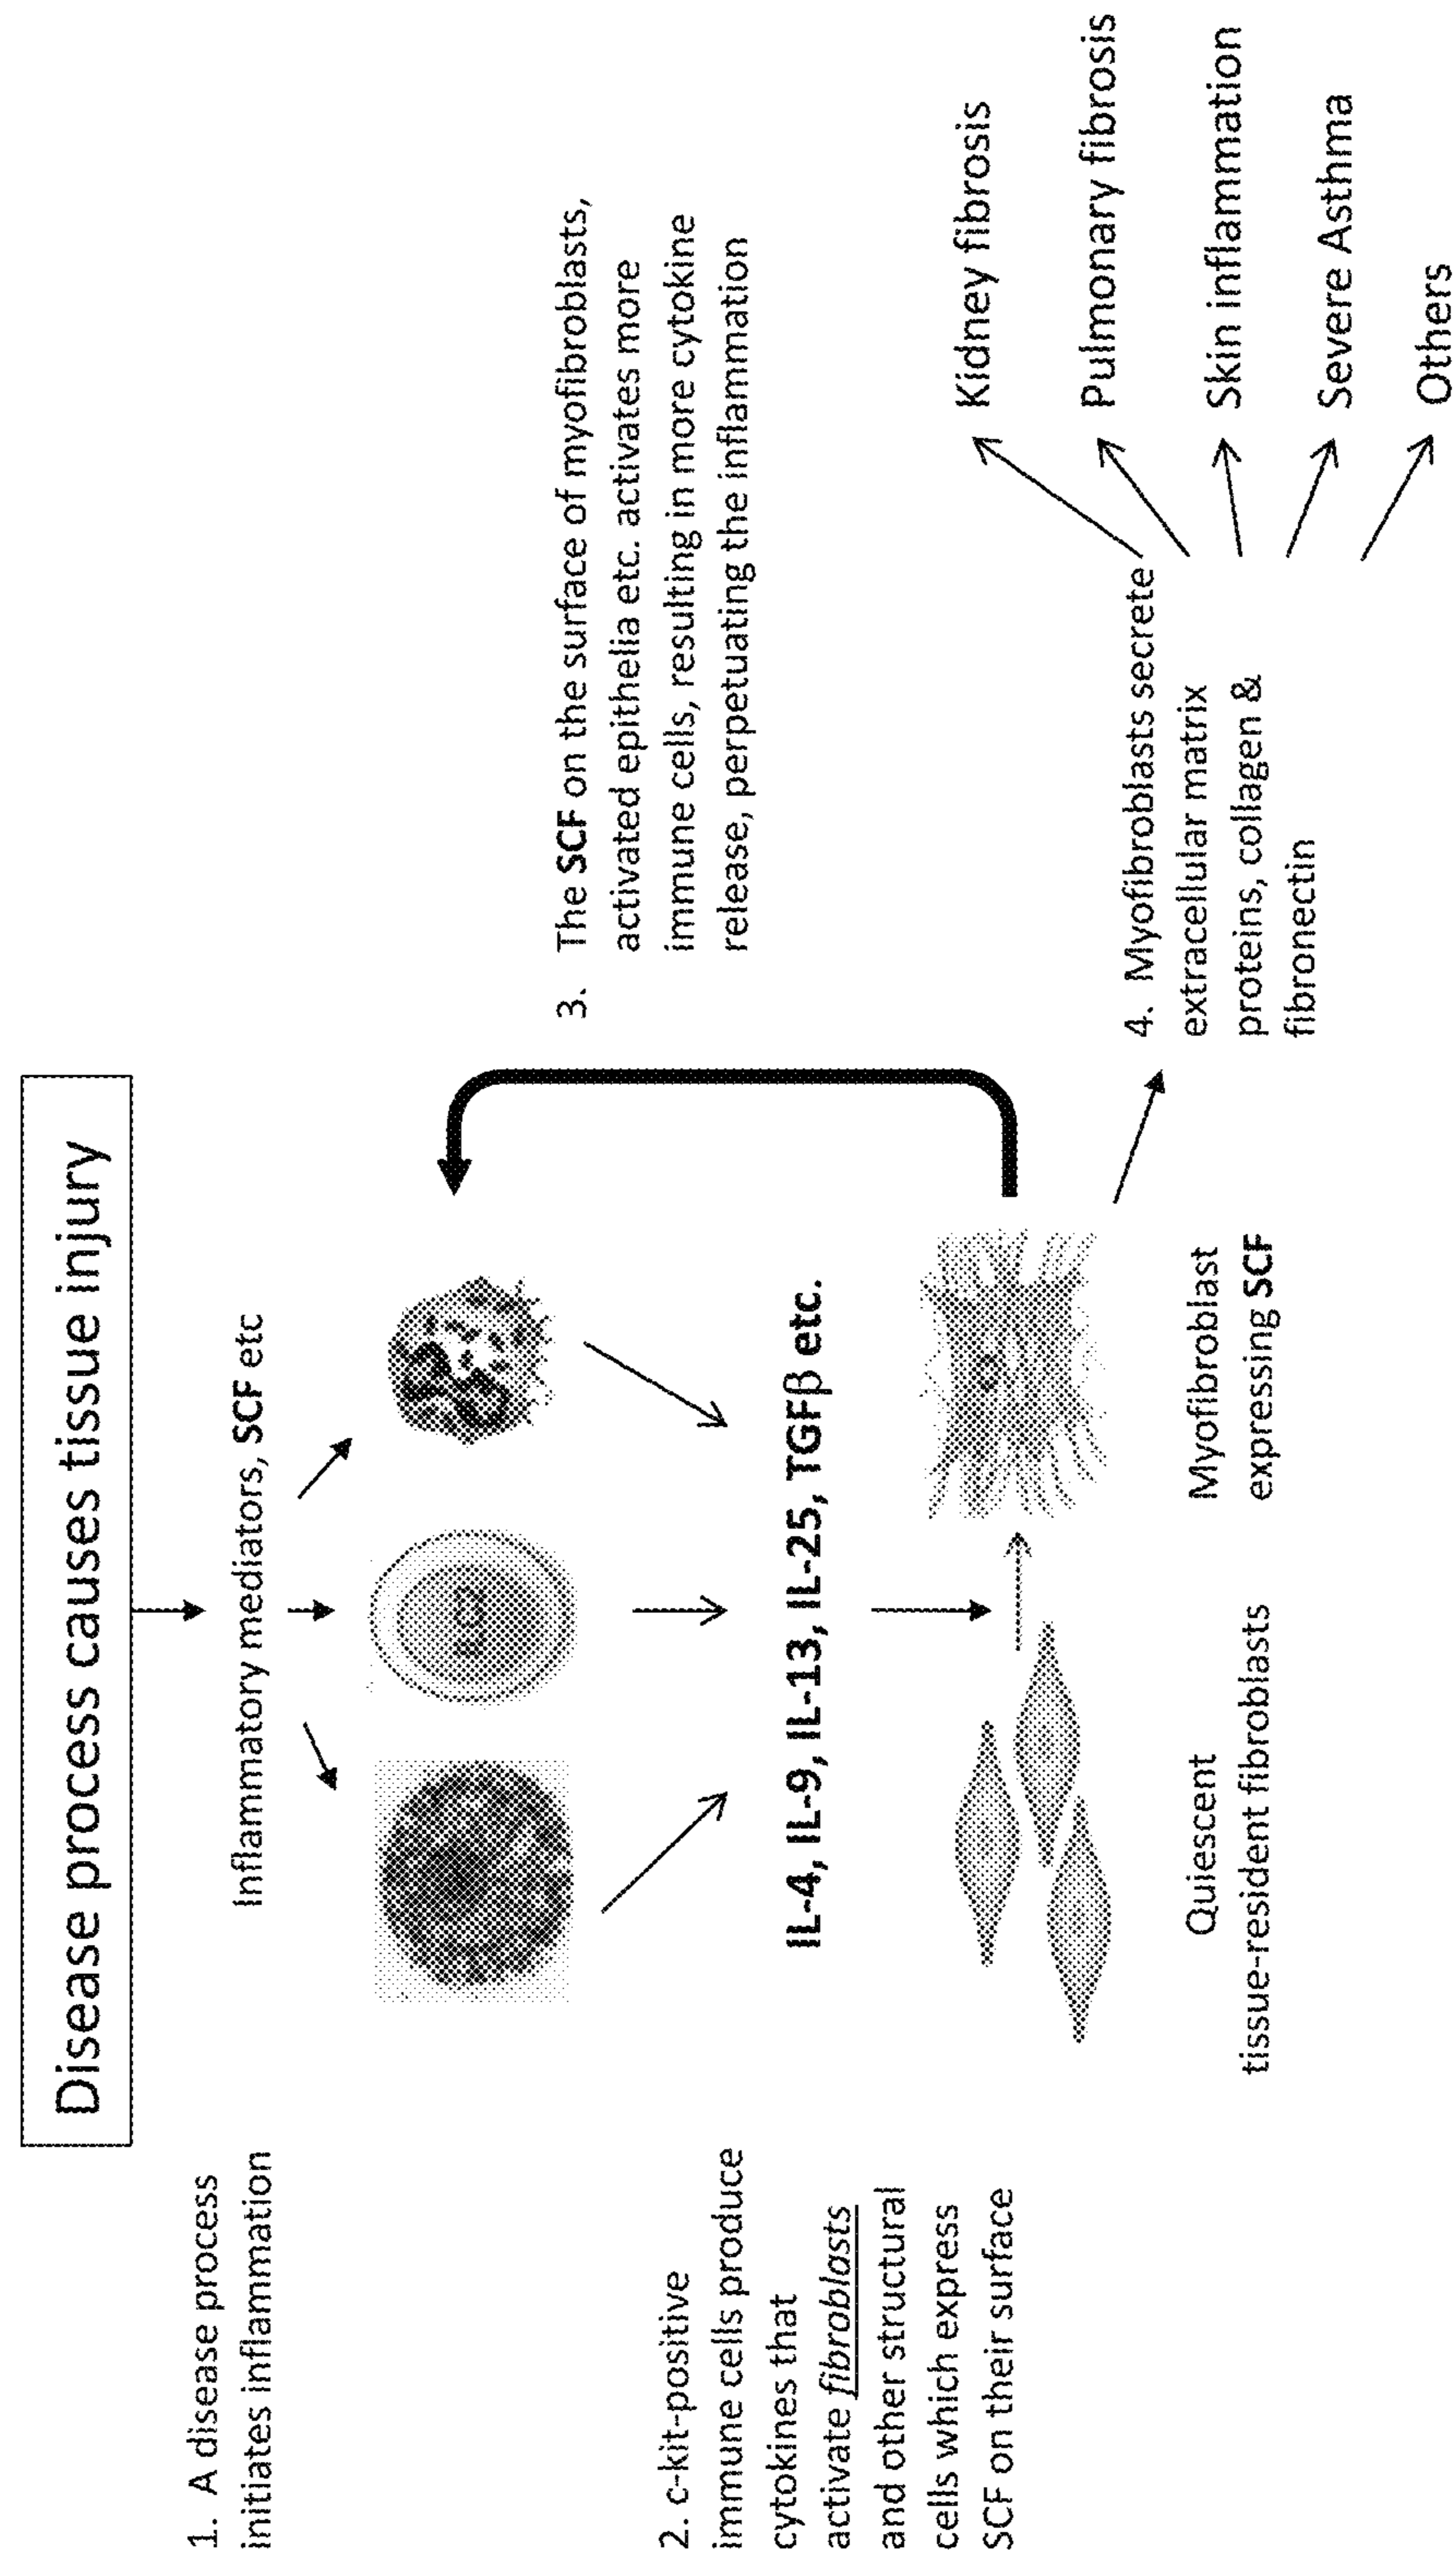 Disease process causes tissue injury
1. A disease process
initiates inflammation
Inflammatory mediators, SCF etc
2. c-kit-positive
immune cells produce
cytokines that
activate fibroblasts
and other structural
cells which express
SCF on their surface
IL-4, IL-9, IL-13, IL-25, TGFβ etc.
Quiescent
tissue-resident fibroblasts
Myofibroblast
expressing SCF
3. The SCF on the surface of myofibroblasts,
activated epithelia etc. activates more
immune cells, resulting in more cytokine
release, perpetuating the inflammation
4. Myofibroblasts secrete
extracellular matrix
proteins, collagen &
fibronectin
Kidney fibrosis
Pulmonary fibrosis
Skin inflammation
Severe Asthma
Others